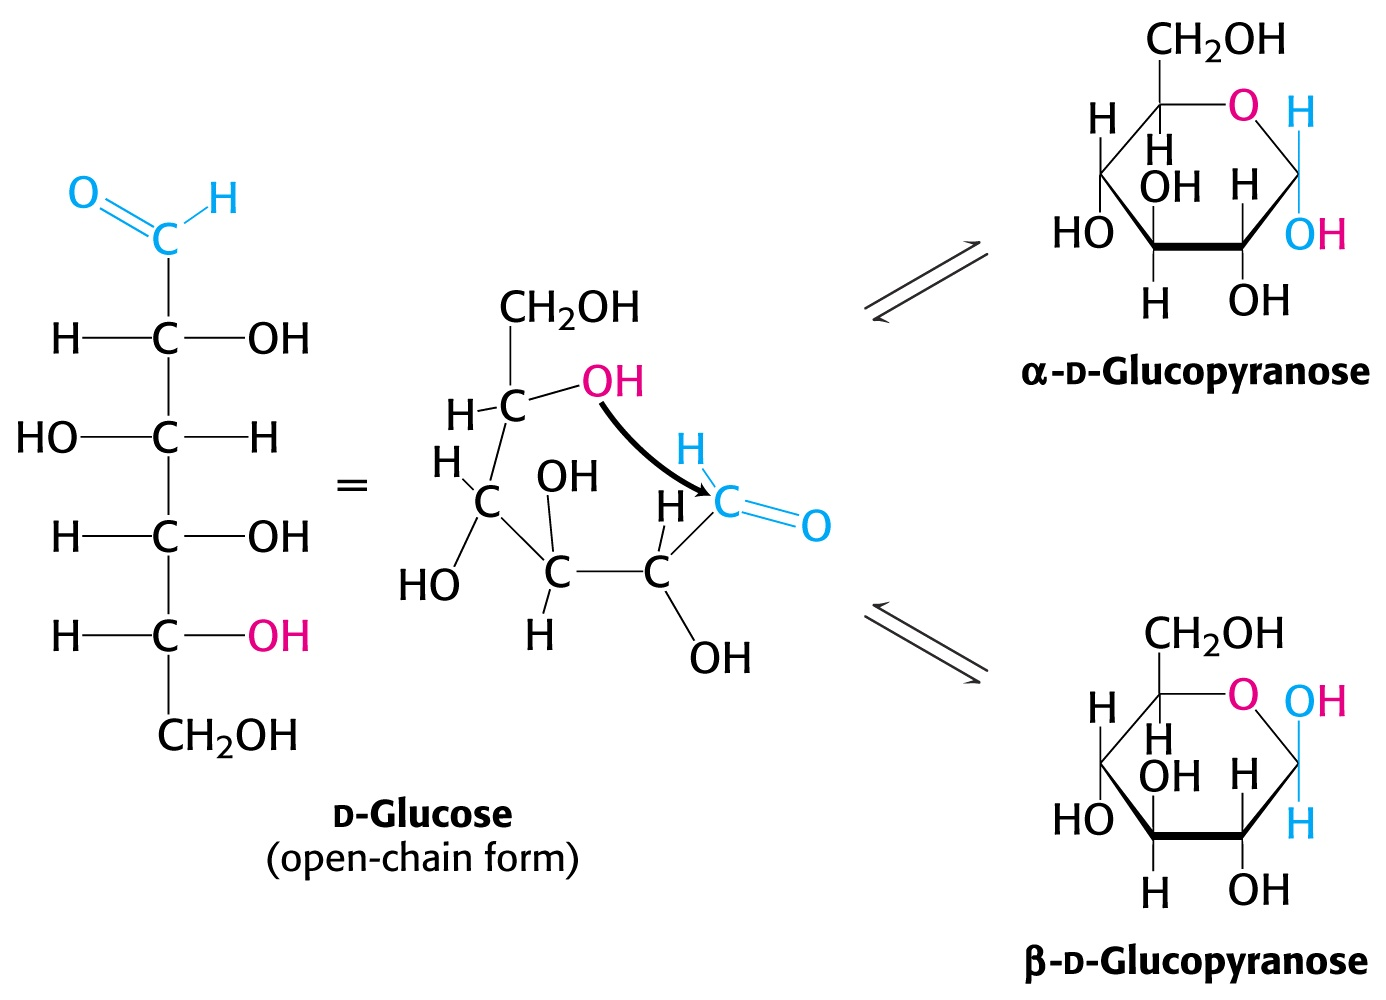 O H
C
H C OH
HO C H
H C OH
H C OH
CH₂OH
=
CH₂OH
OH
H C
H
H C
OH
H
C O
HO
C C
H
OH
D-Glucose
(open-chain form)
CH₂OH
H O H
H
OH H
HO OH
H OH
α-D-Glucopyranose
CH₂OH
H O OH
H
OH H
HO H
H OH
β-D-Glucopyranose